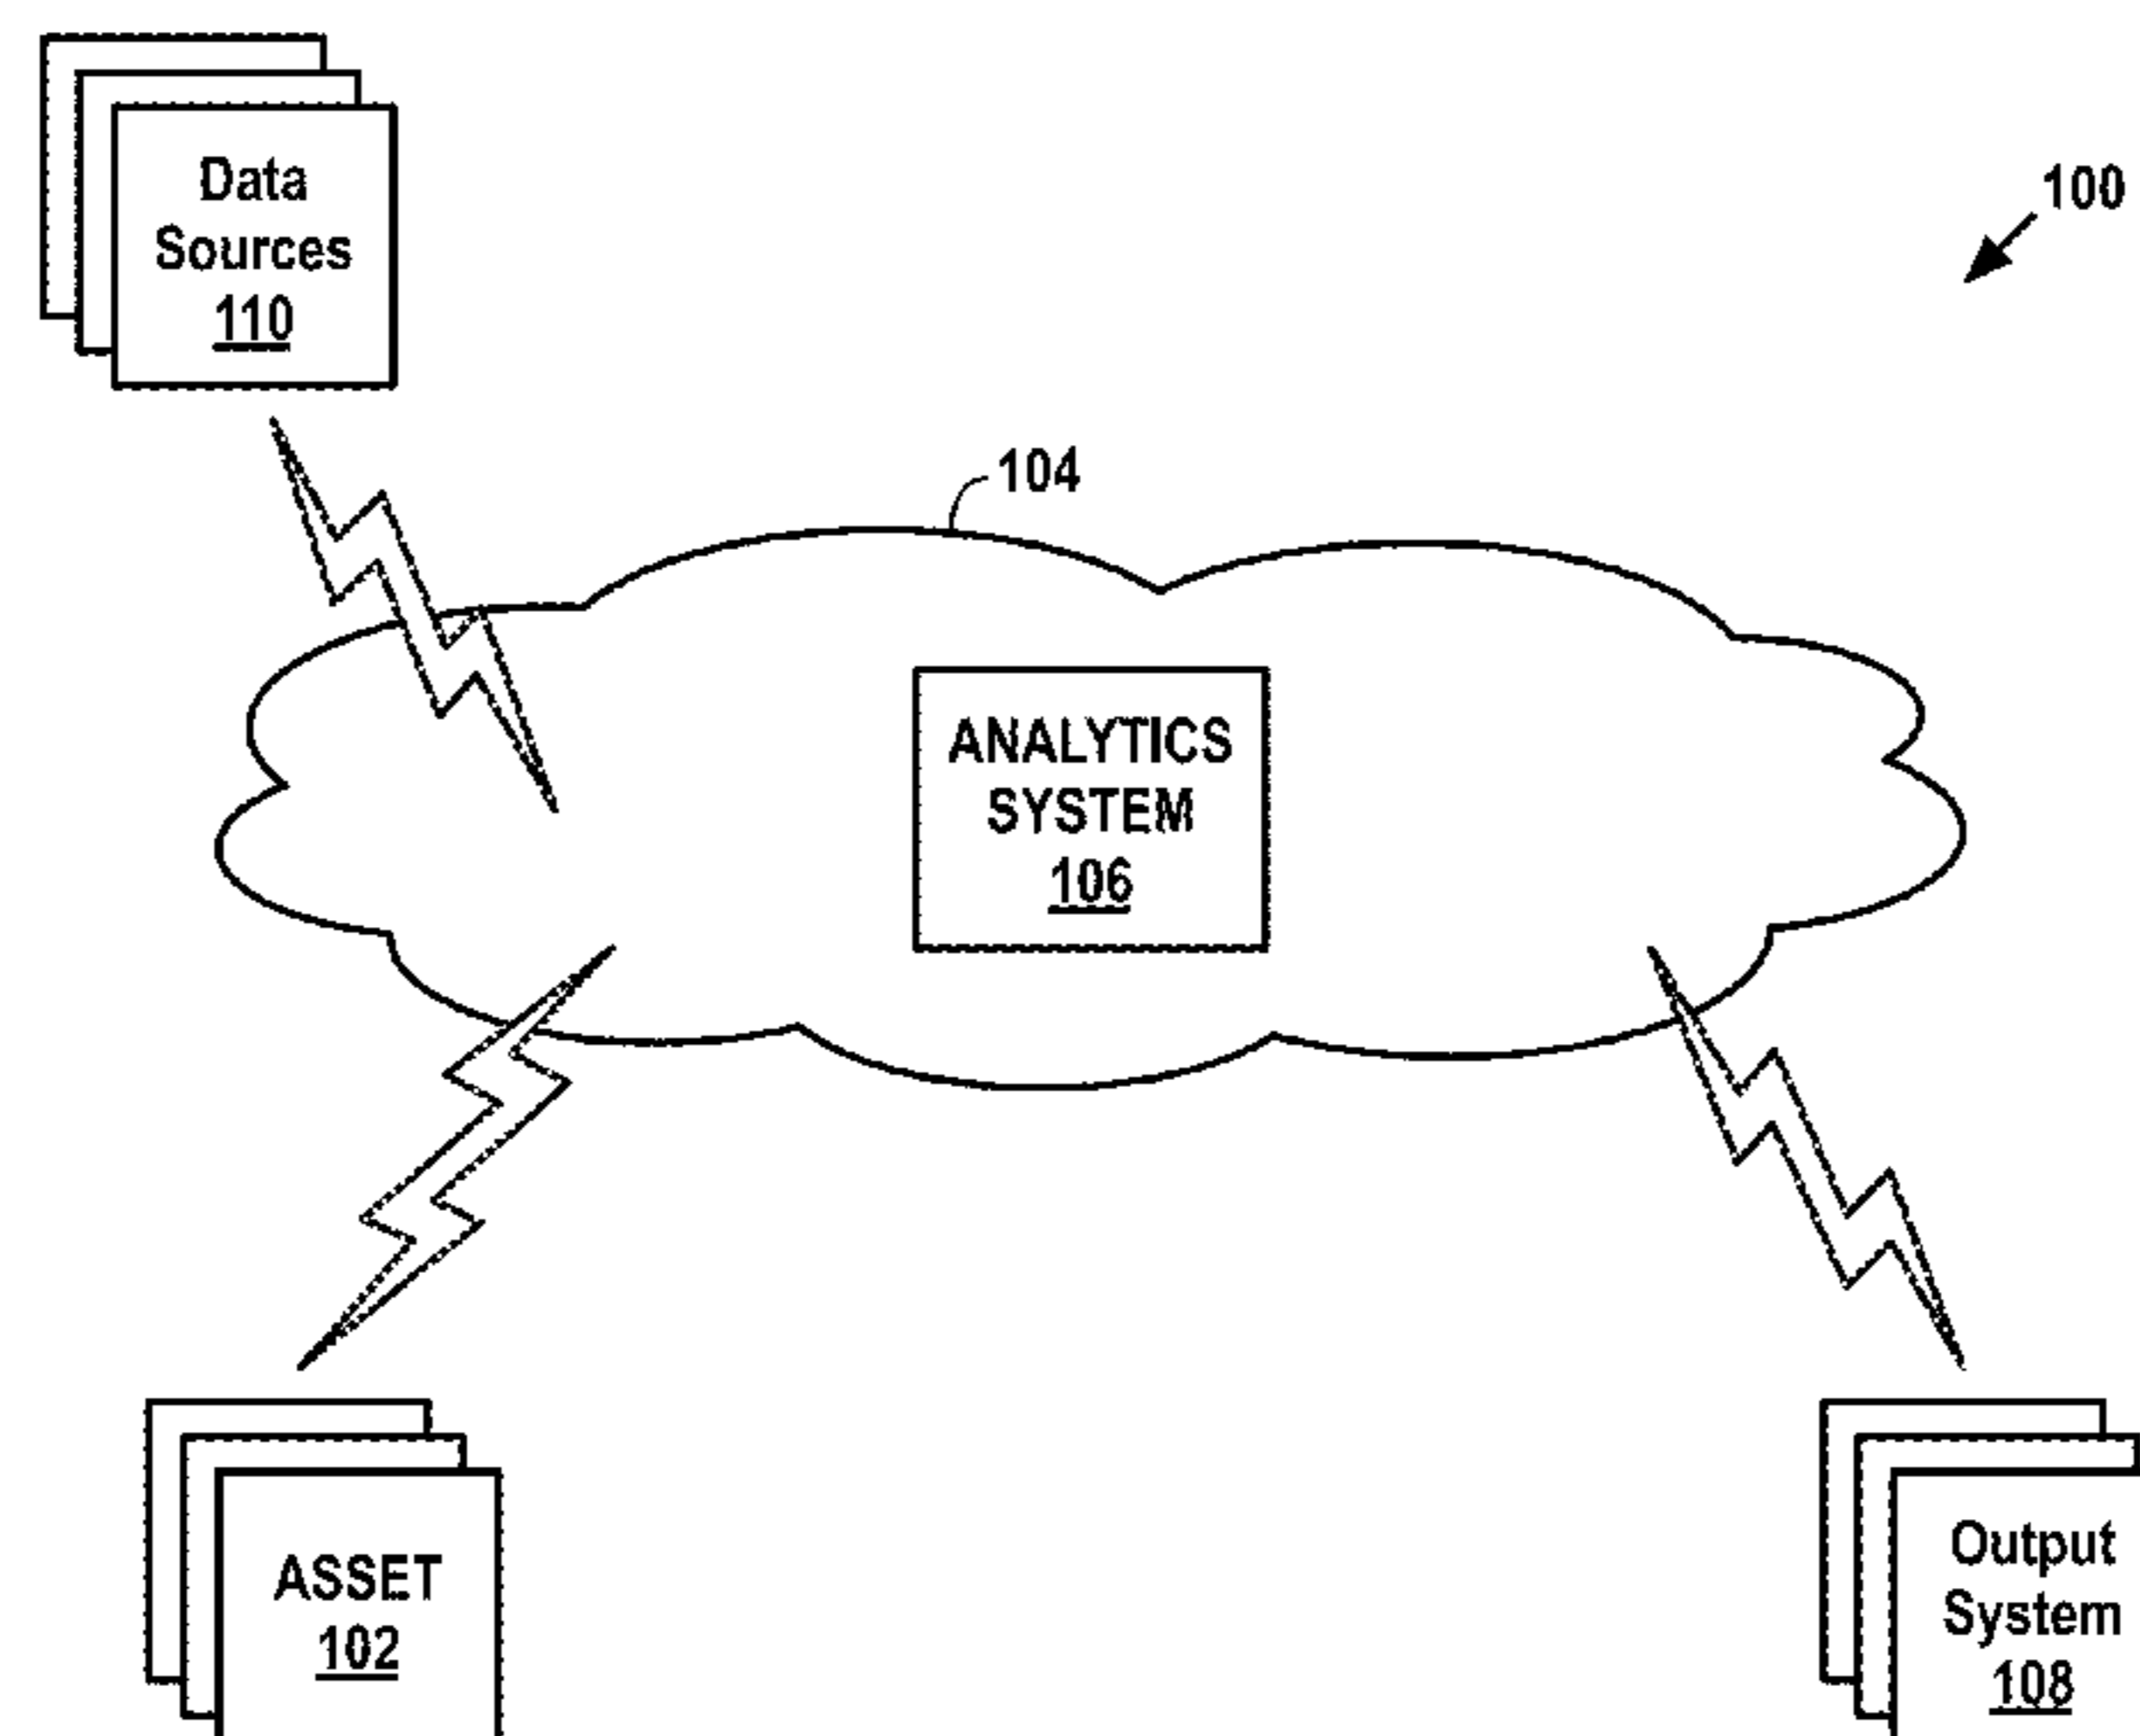 Data
Sources
110
100
104
ANALYTICS
SYSTEM
106
ASSET
102
Output
System
108